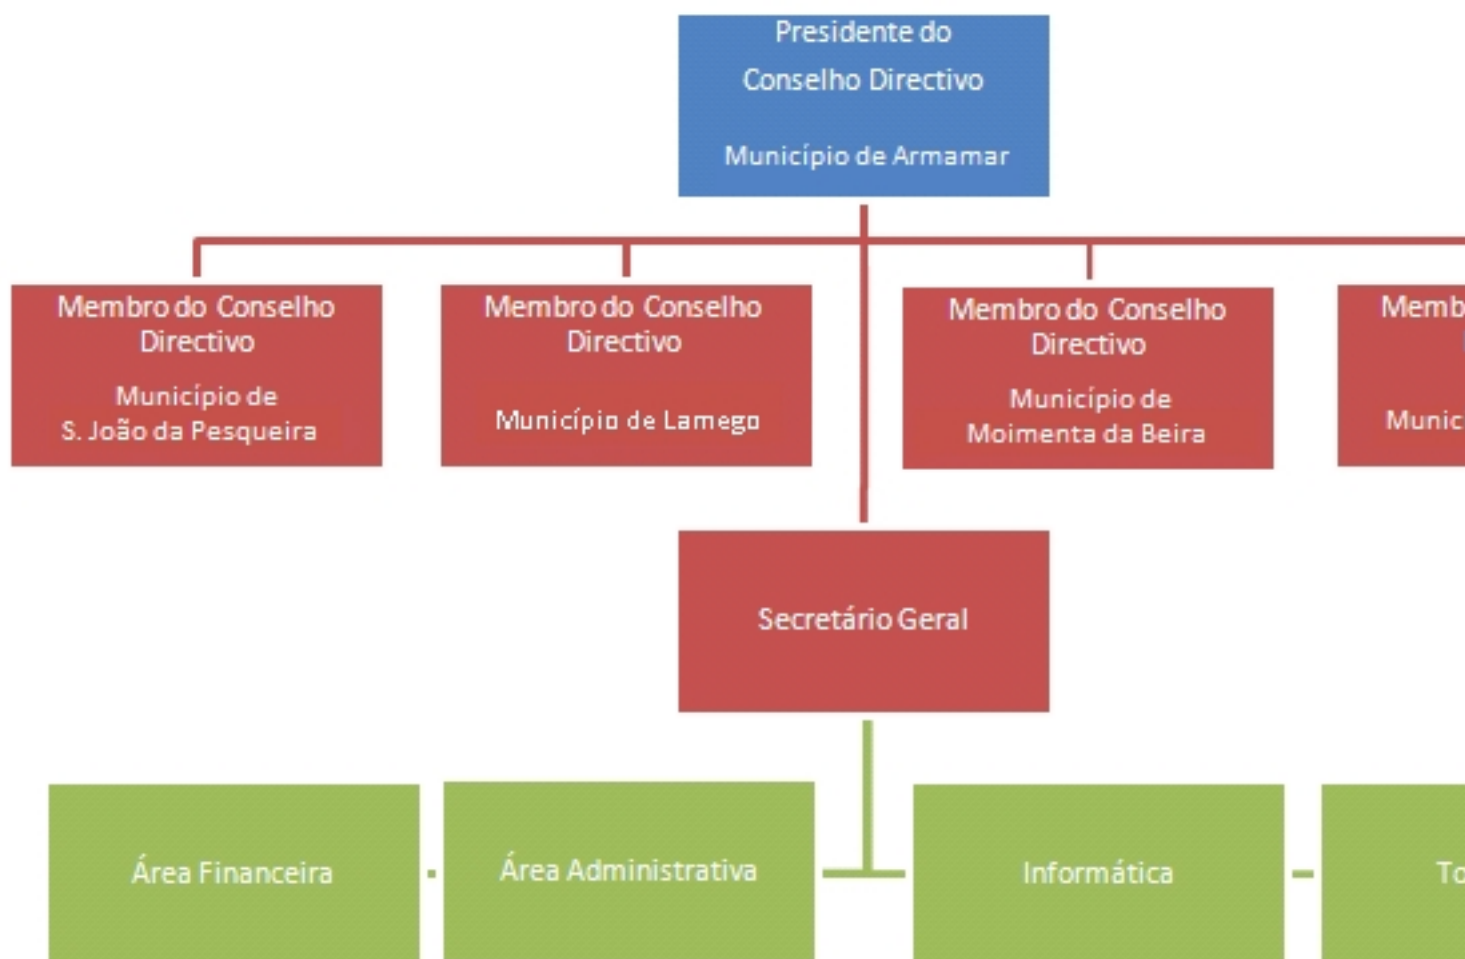 Presidente do
Conselho Directivo
Município de Armamar
Membro do Conselho
Directivo
Município de
S. João da Pesqueira
Membro do Conselho
Directivo
Município de Lamego
Membro do Conselho
Directivo
Município de
Moimenta da Beira
Secretário Geral
Área Financeira
Área Administrativa
Informática